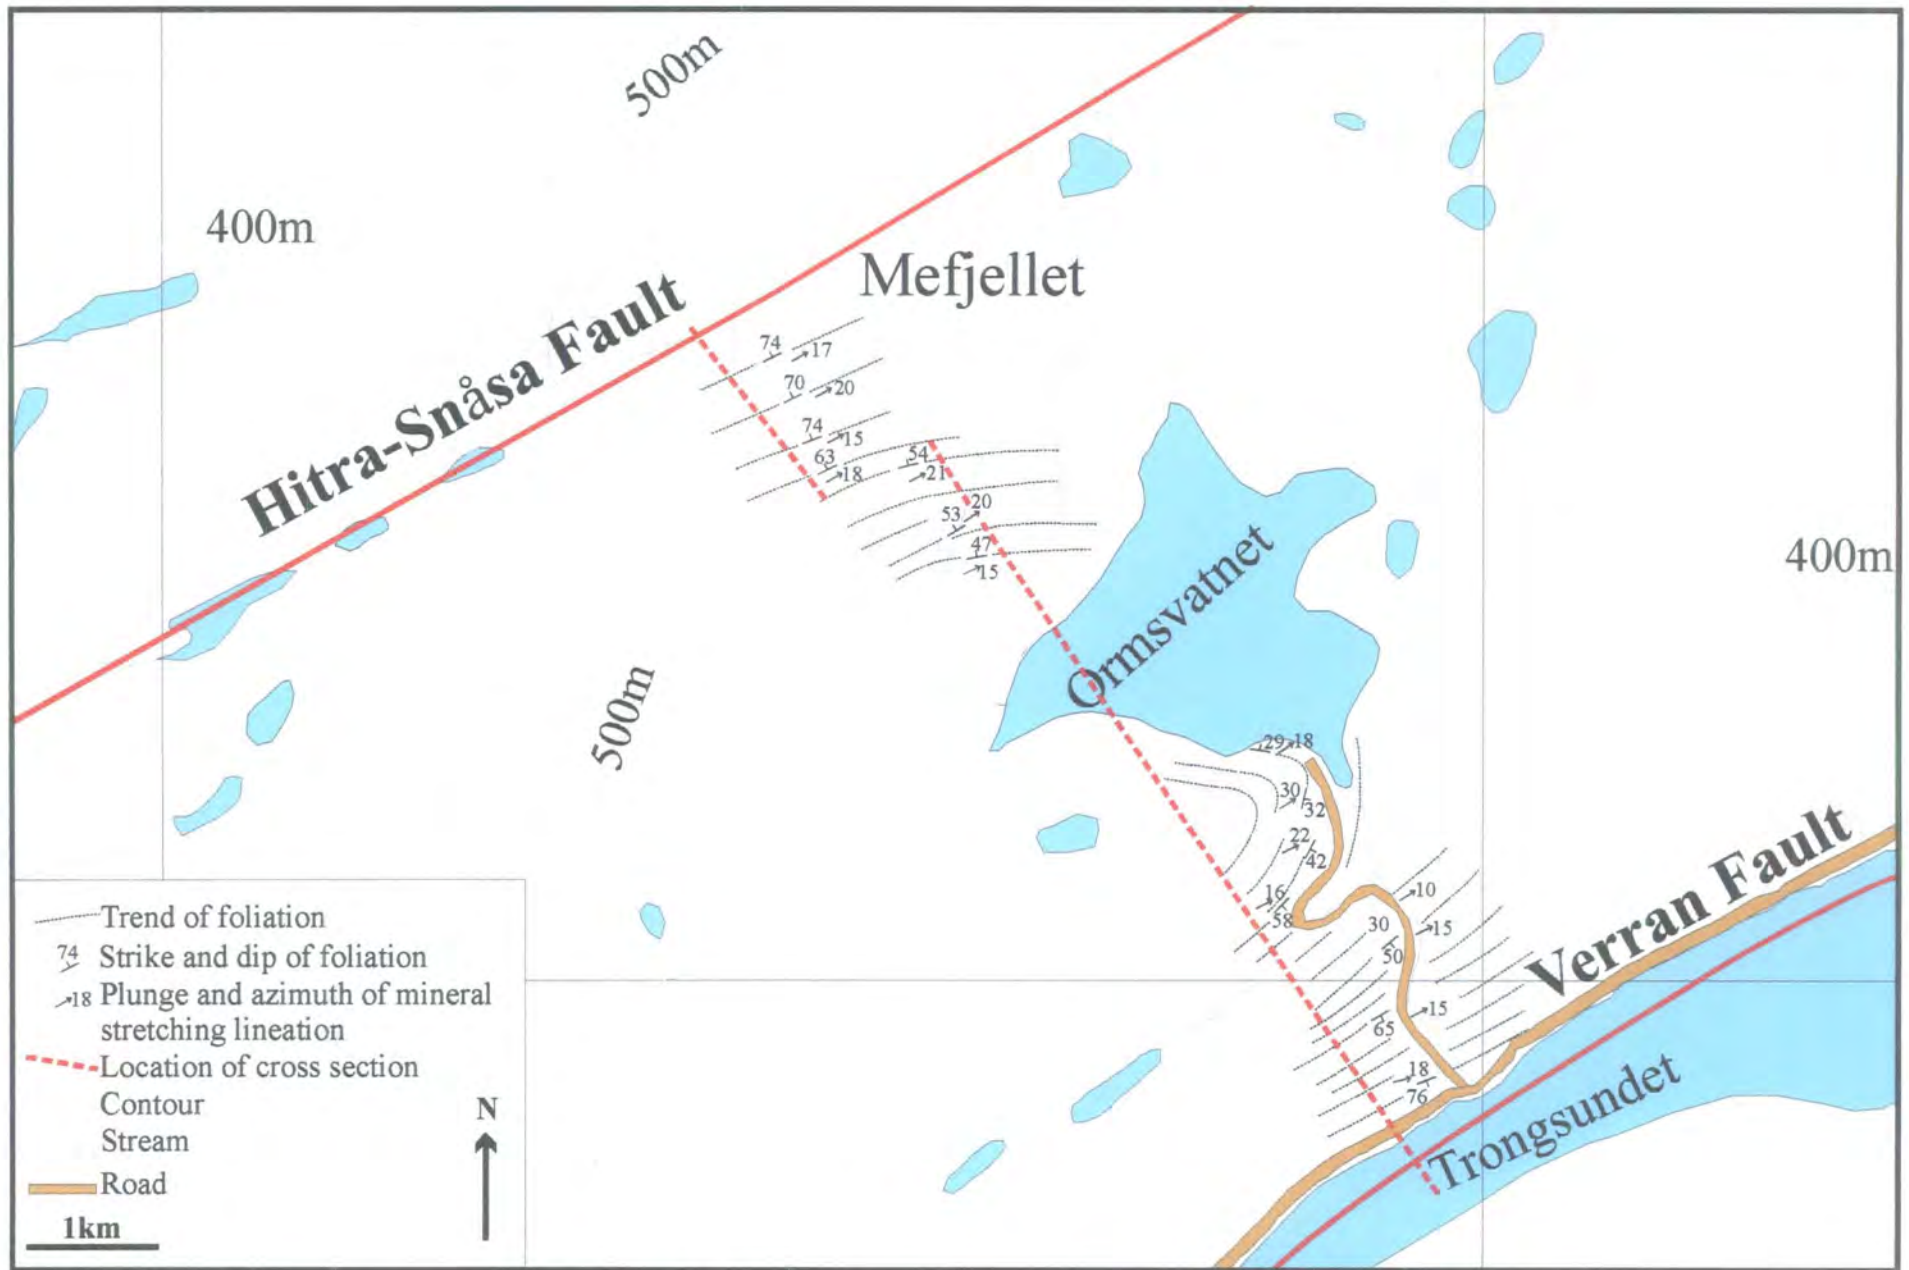 500m
400m
Mefjellet
Hitra-Snåsa Fault
74
17
70
20
74
15
63
18
54
21
20
53
47
15
400m
Ormsvatnet
500m
29
18
30
32
22
42
16
58
10
30
15
50
15
65
18
76
Verran Fault
Trongsundet
Trend of foliation
74 Strike and dip of foliation
18 Plunge and azimuth of mineral
stretching lineation
Location of cross section
Contour
Stream
Road
1km
N